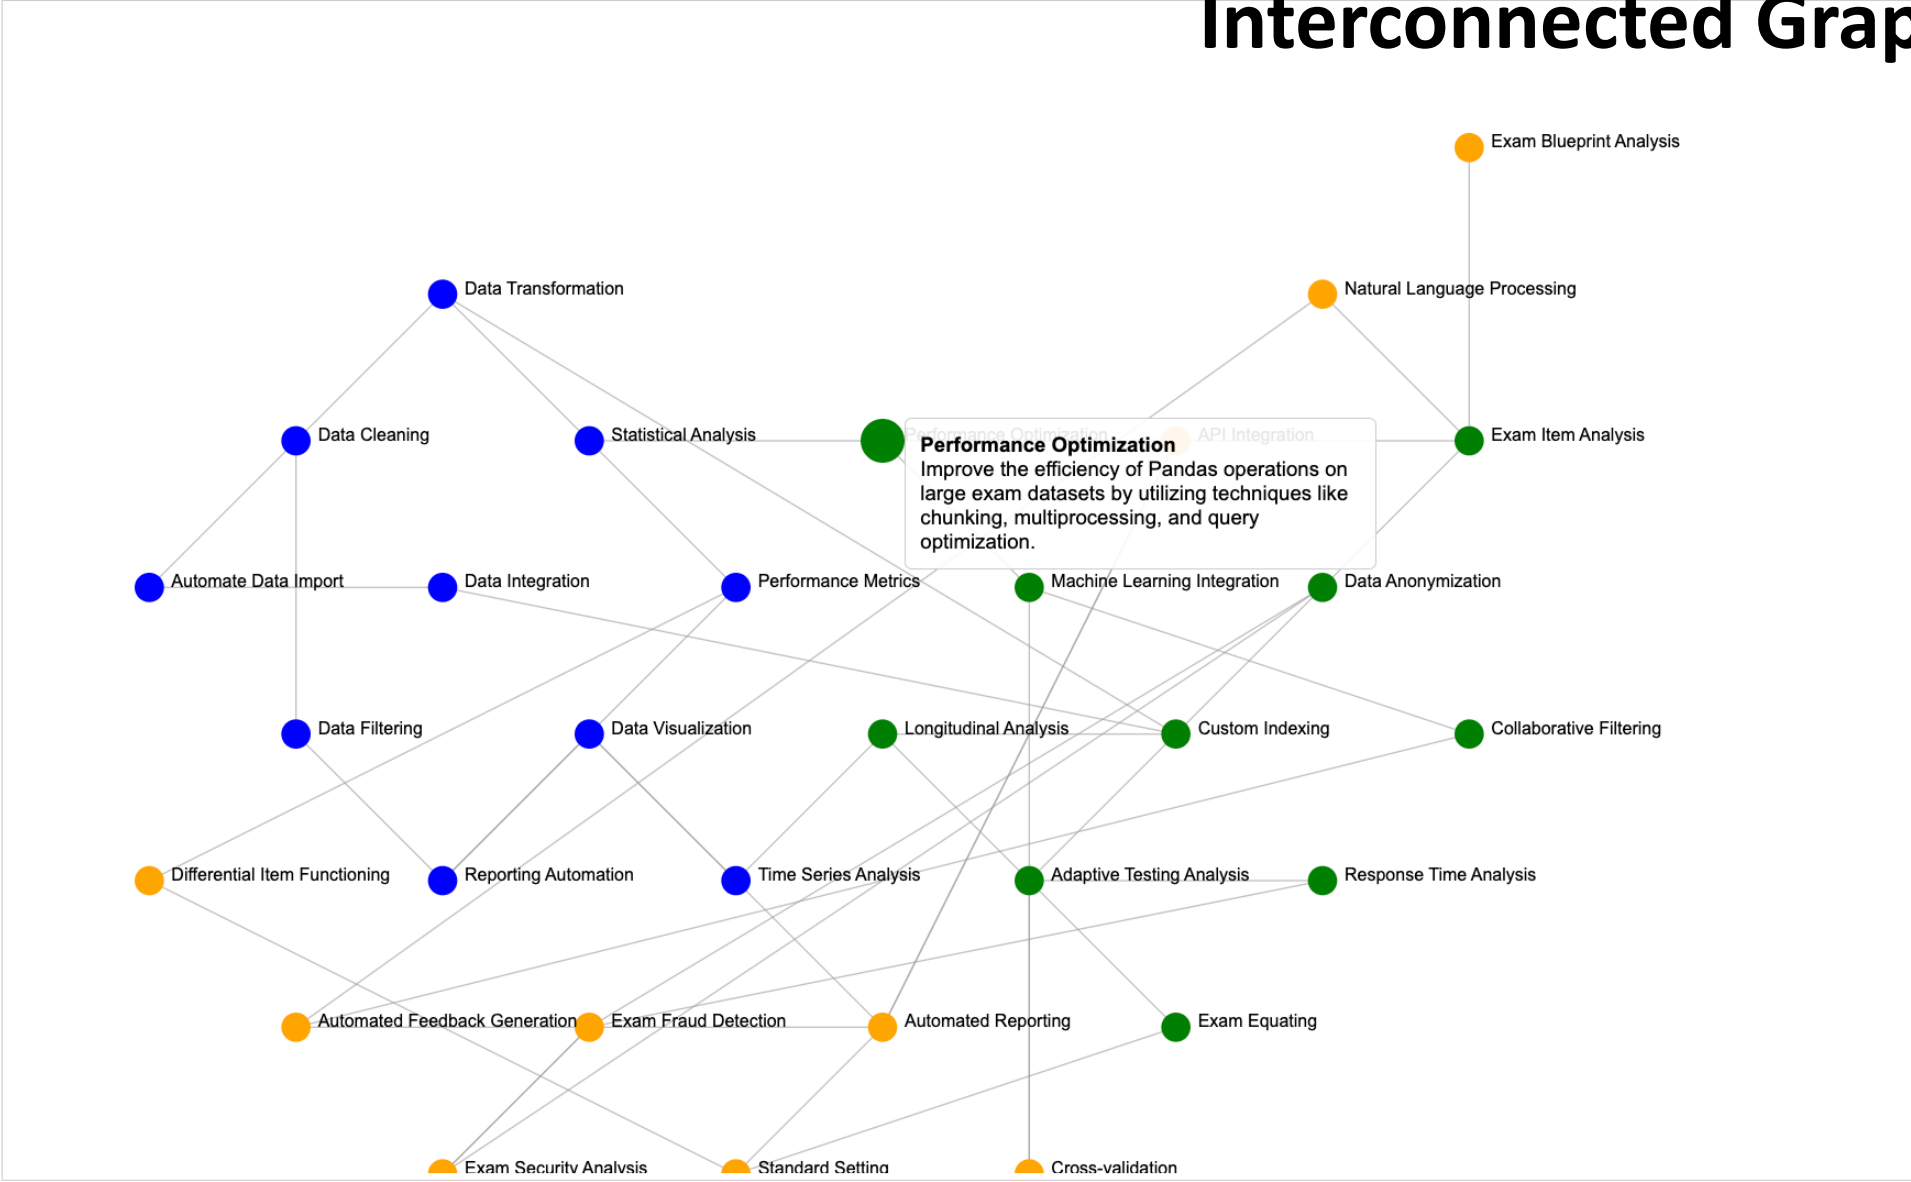 Interconnected Grap
Exam Blueprint Analysis
Data Transformation
Natural Language Processing
Data Cleaning
Statistical Analysis
Performance Optimization
API Integration
Exam Item Analysis
Performance Optimization
Improve the efficiency of Pandas operations on
large exam datasets by utilizing techniques like
chunking, multiprocessing, and query
optimization.
Automate Data Import
Data Integration
Performance Metrics
Machine Learning Integration
Data Anonymization
Data Filtering
Data Visualization
Longitudinal Analysis
Custom Indexing
Collaborative Filtering
Differential Item Functioning
Reporting Automation
Time Series Analysis
Adaptive Testing Analysis
Response Time Analysis
Automated Feedback Generation
Exam Fraud Detection
Automated Reporting
Exam Equating
Exam Security Analysis
Standard Setting
Cross-validation